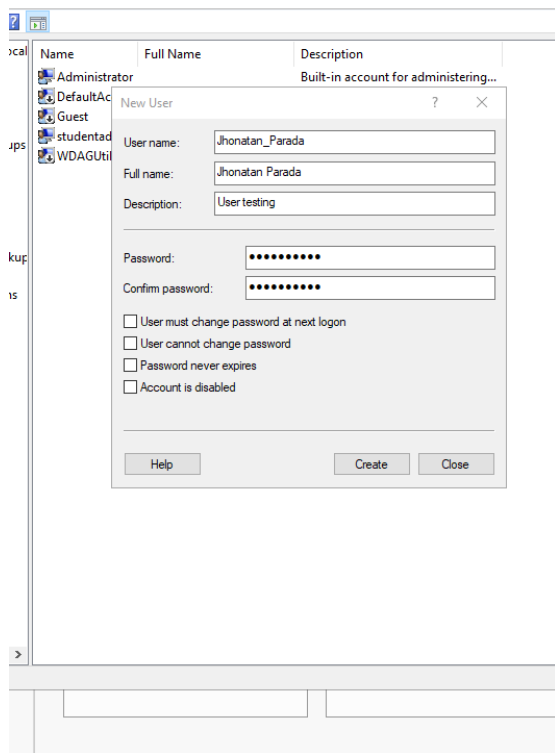 ?
ocal Name Full Name Description
Administrator Built-in account for administering...
DefaultAc
Guest
ups studentad
WDAGUtil
kup
ns
New User ? ×
User name: Jhonatan_Parada
Full name: Jhonatan Parada
Description: User testing
Password: ••••••••••
Confirm password: ••••••••••
User must change password at next logon
User cannot change password
Password never expires
Account is disabled
Help Create Close